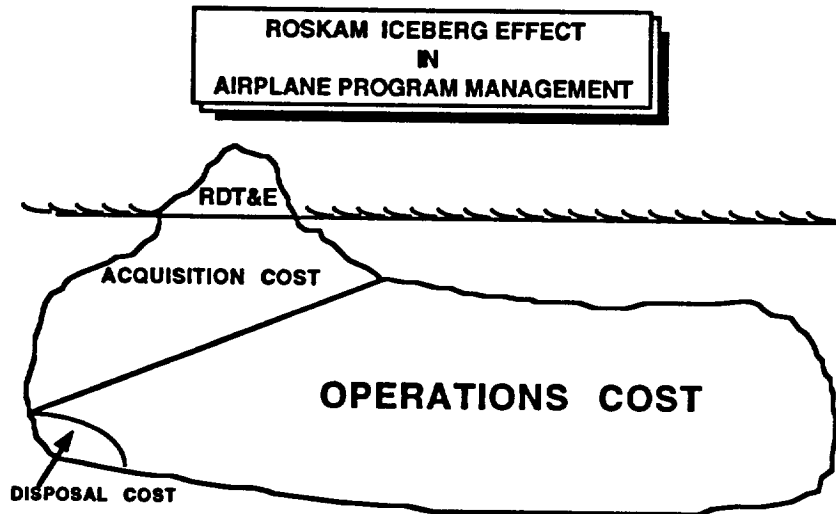 ROSKAM ICEBERG EFFECT
IN
AIRPLANE PROGRAM MANAGEMENT
RDT&E
ACQUISITION COST
OPERATIONS COST
DISPOSAL COST